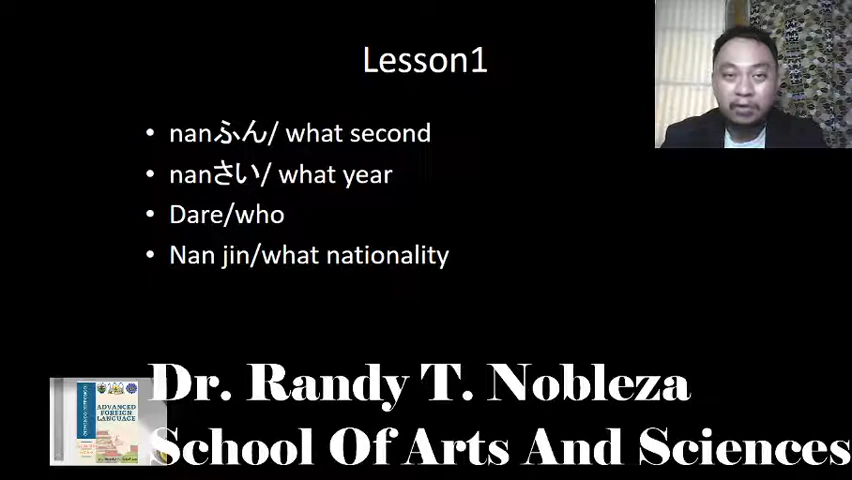 Lesson1
• nanふん/ what second
• nanさい/ what year
• Dare/who
• Nan jin/what nationality
Dr. Randy T. Nobleza
School Of Arts And Sciences
ADVANCED
FOREIGN
LANGUAGE